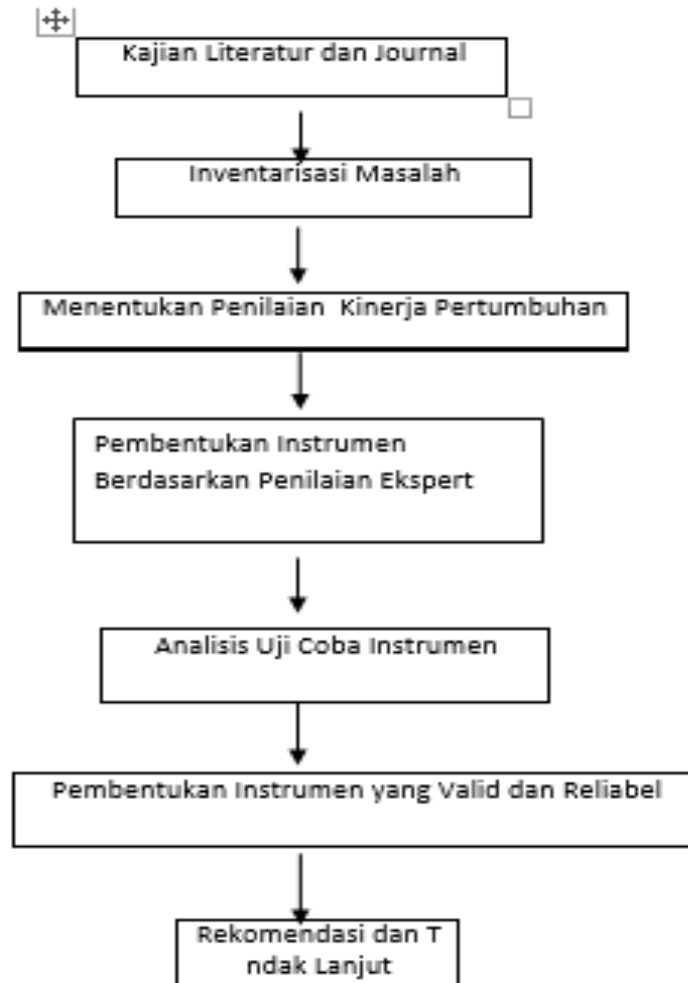 Kajian Literatur dan Journal
Inventarisasi Masalah
Menentukan Penilaian  Kinerja Pertumbuhan
Pembentukan Instrumen
Berdasarkan Penilaian Ekspert
Analisis Uji Coba Instrumen
Pembentukan Instrumen yang Valid dan Reliabel
Rekomendasi dan T
ndak Lanjut